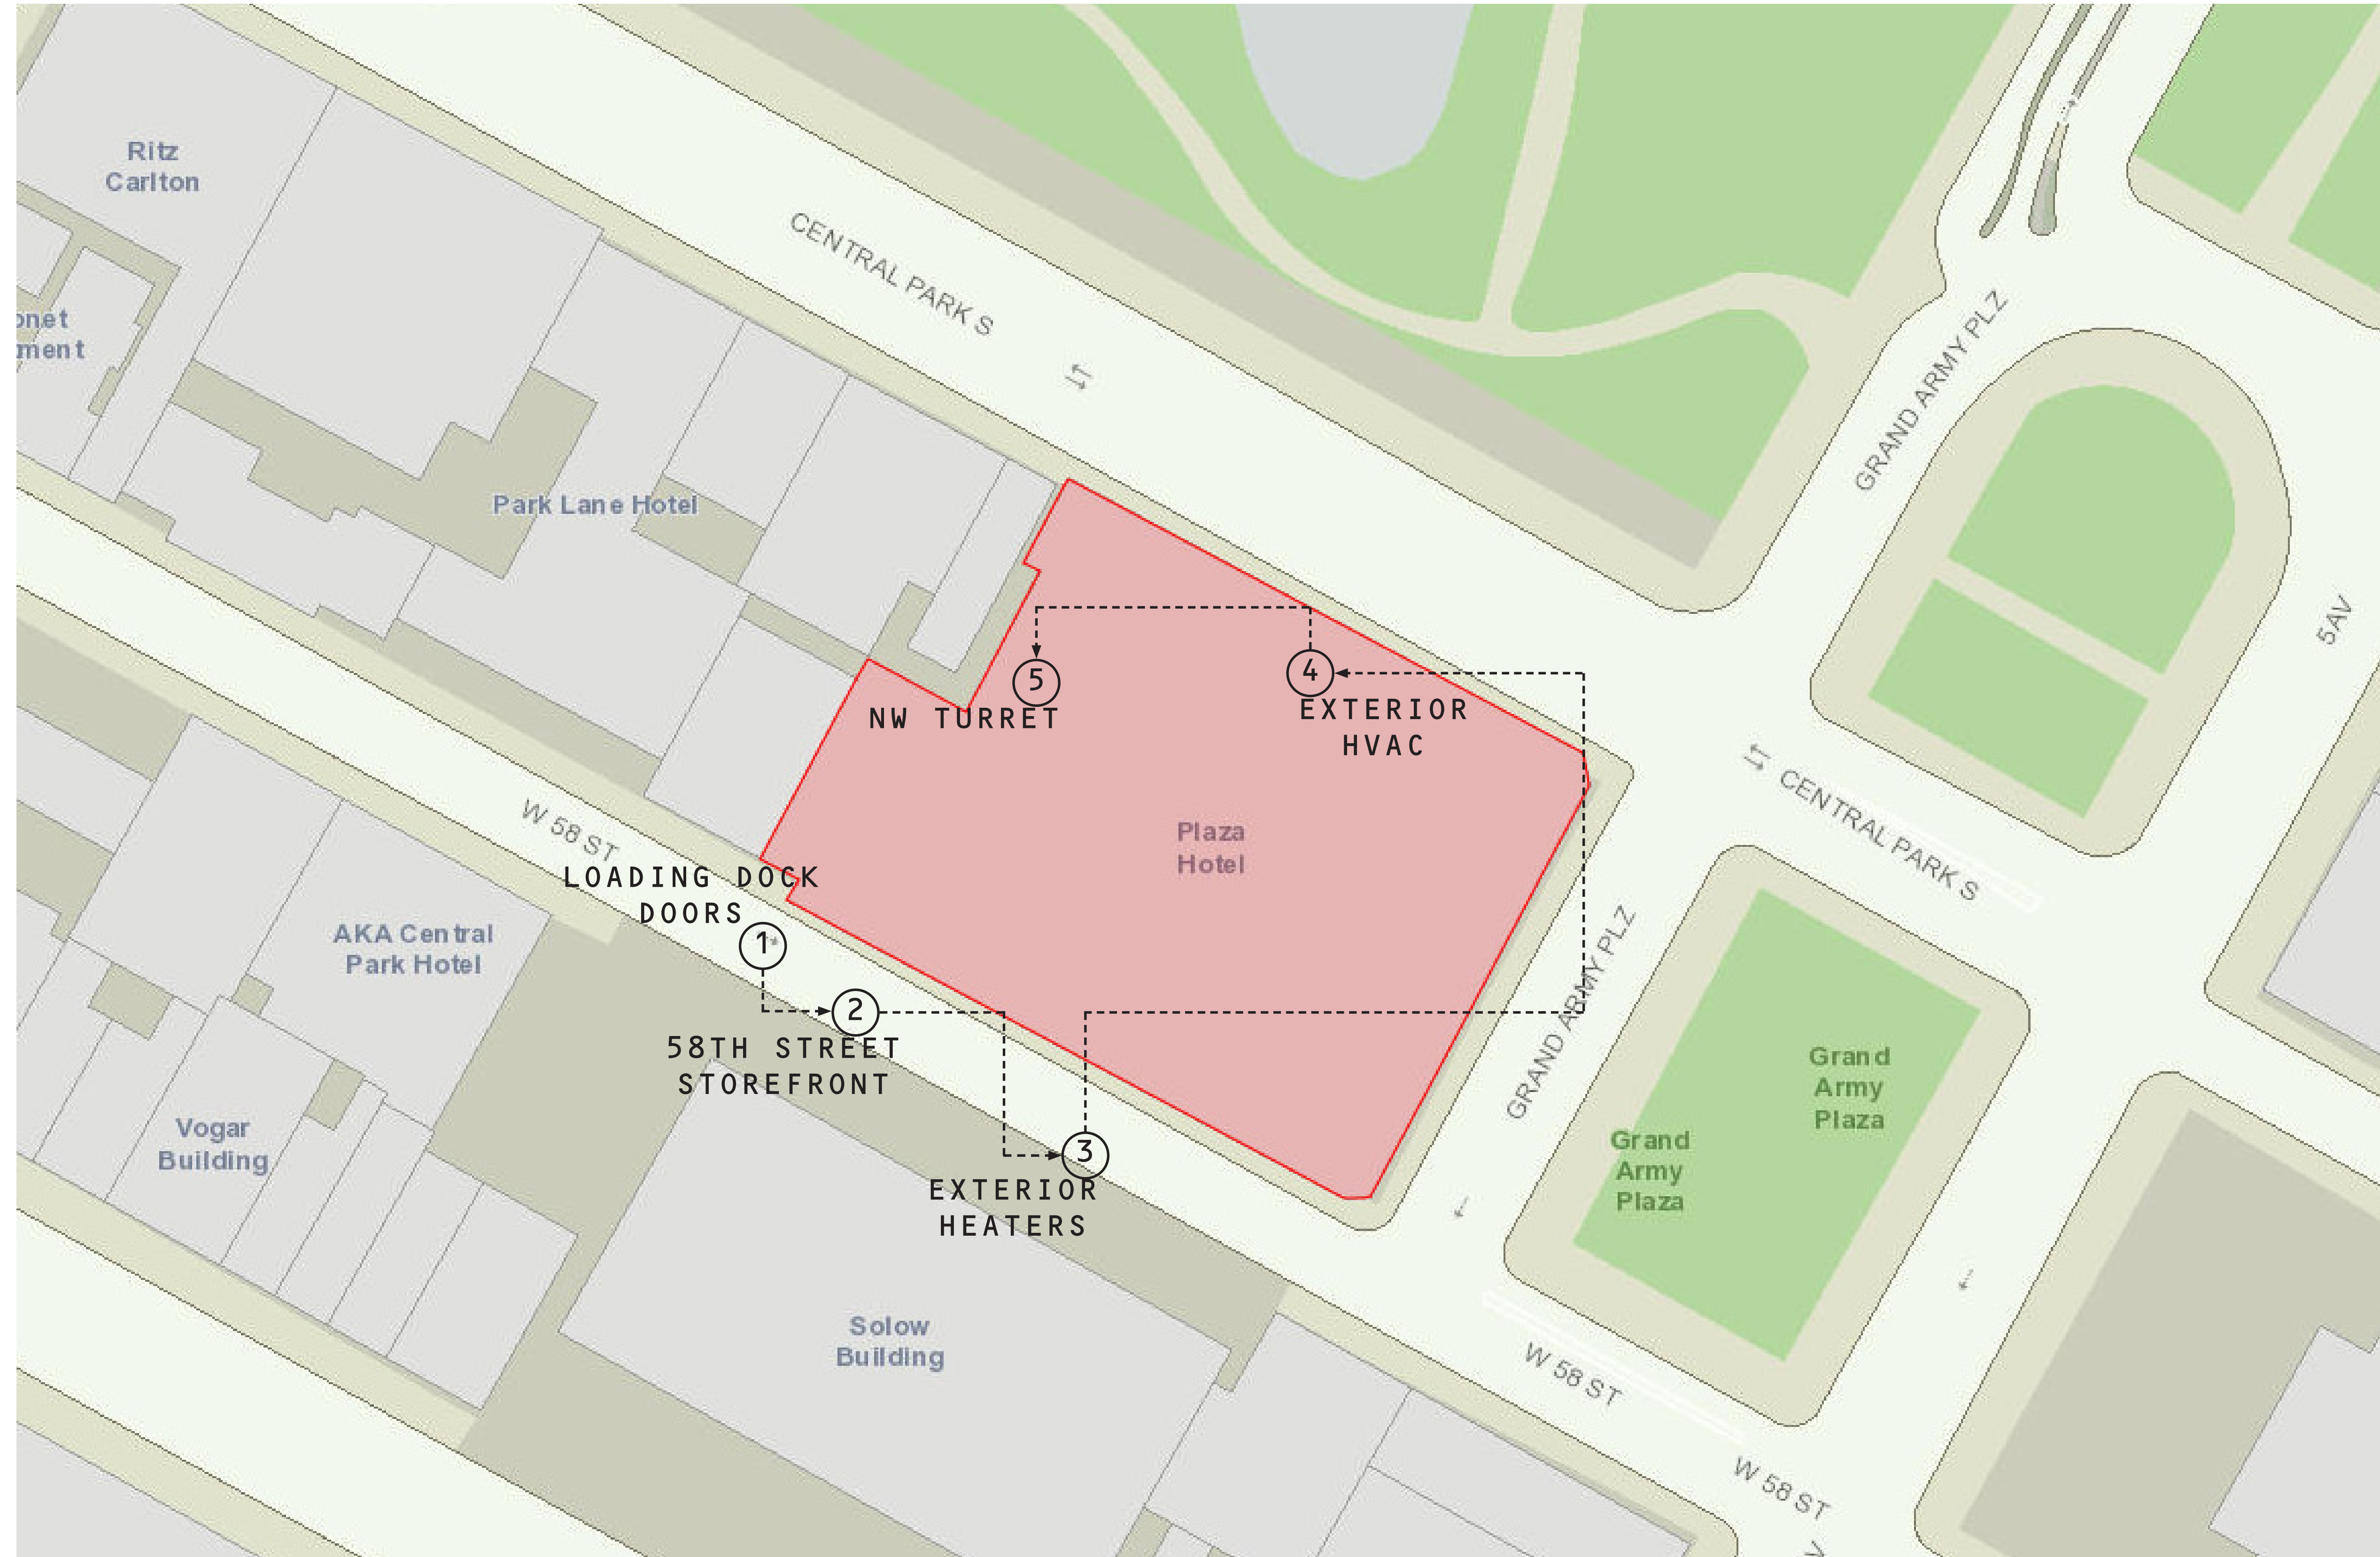 Ritz
Carlton
CENTRAL PARK S
GRAND ARMY PLZ
Park Lane Hotel
5 AV
5
NW TURRET
4
EXTERIOR
HVAC
Plaza
Hotel
CENTRAL PARK S
W 58 ST
LOADING DOCK
DOORS
1
AKA Central
Park Hotel
2
58TH STREET
STOREFRONT
GRAND ARMY PLZ
Grand
Army
Plaza
Grand
Army
Plaza
3
EXTERIOR
HEATERS
Vogar
Building
Solow
Building
W 58 ST
W 58 ST